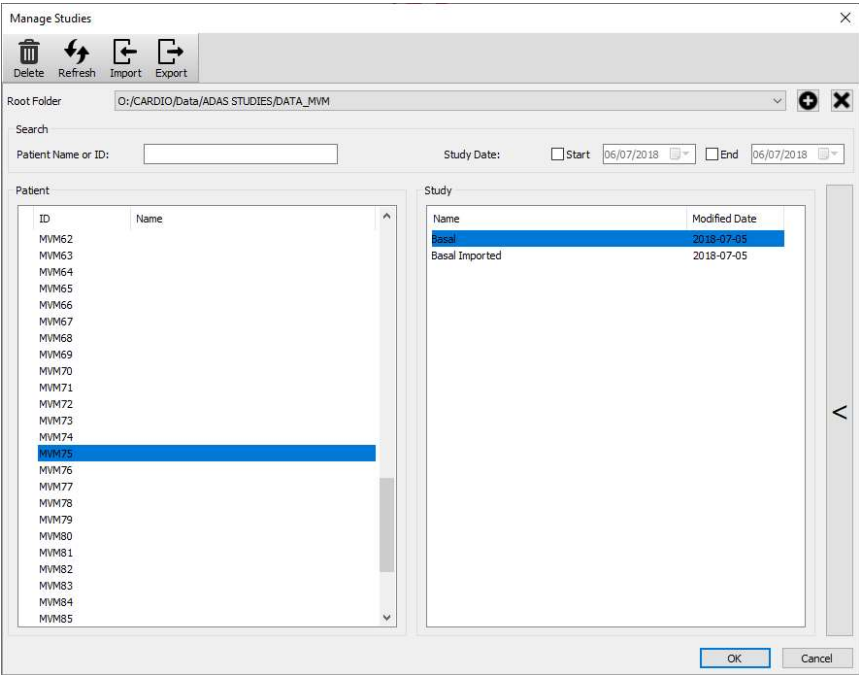 Manage Studies
Delete Refresh Import Export
Root Folder O:/CARDIO/Data/ADAS STUDIES/DATA_MVM
Search
Patient Name or ID: Study Date: Start 06/07/2018 End 06/07/2018
Patient
ID Name
MVM62
MVM63
MVM64
MVM65
MVM66
MVM67
MVM68
MVM69
MVM70
MVM71
MVM72
MVM73
MVM74
MVM75
MVM76
MVM77
MVM78
MVM79
MVM80
MVM81
MVM82
MVM83
MVM84
MVM85
Study
Name Modified Date
Basal 2018-07-05
Basal Imported 2018-07-05
<
OK Cancel